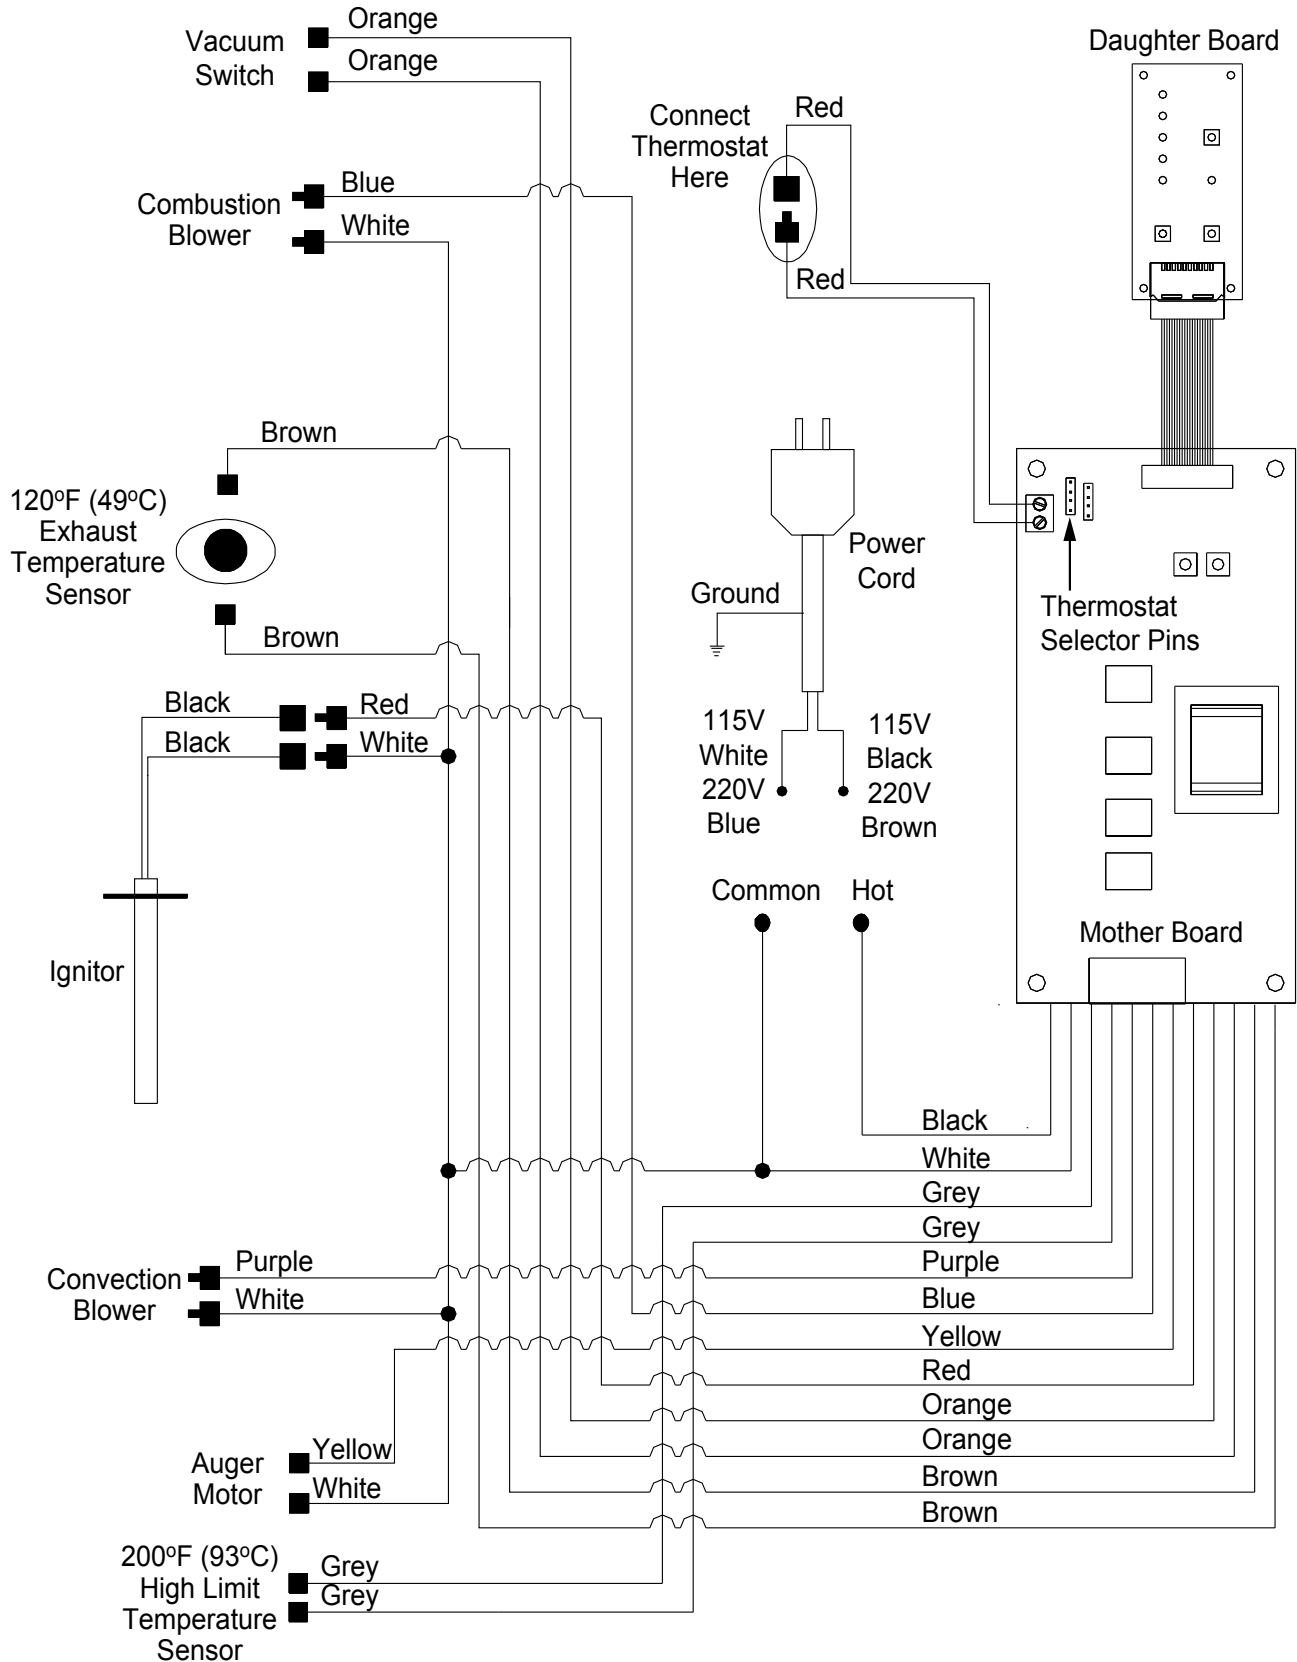 Orange
Vacuum
Switch
Orange
Daughter Board
Connect
Thermostat
Here
Red
Red
Combustion
Blower
Blue
White
Brown
120ºF (49ºC)
Exhaust
Temperature
Sensor
Brown
Power
Cord
Ground
Thermostat
Selector Pins
Black
Red
Black
White
115V
White
220V
Blue
115V
Black
220V
Brown
Common
Hot
Mother Board
Ignitor
Black
White
Grey
Grey
Purple
Blue
Yellow
Red
Orange
Orange
Brown
Brown
Convection
Blower
Purple
White
Auger
Motor
Yellow
White
200ºF (93ºC)
High Limit
Temperature
Sensor
Grey
Grey